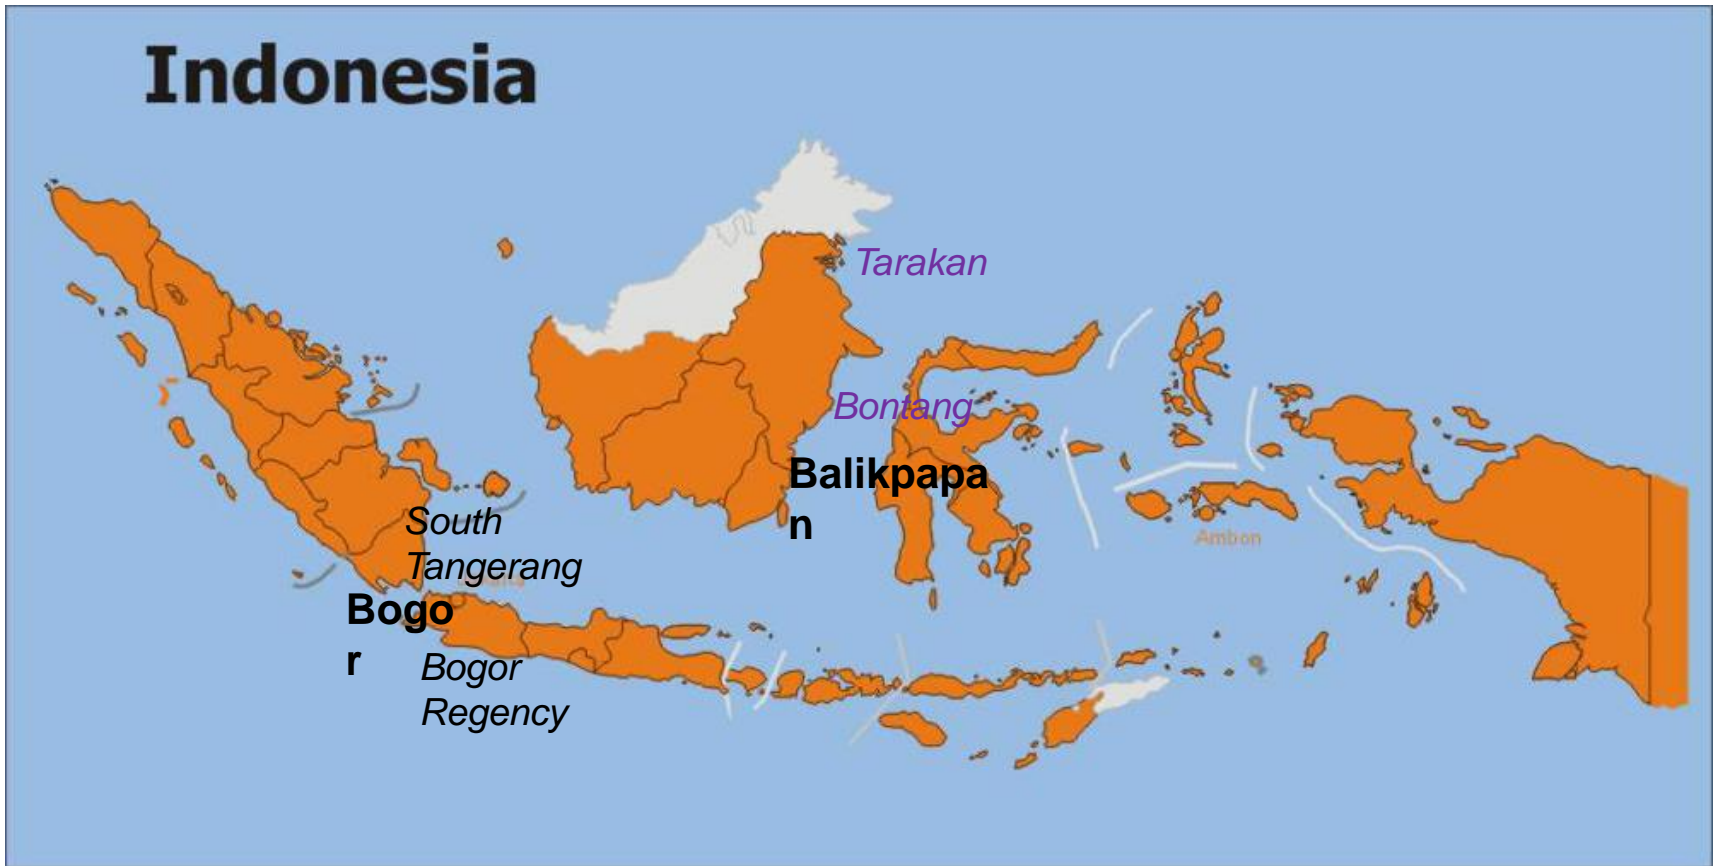 Indonesia
Tarakan
Bontang
Balikpapa
n
South
Tangerang
Ambon
Bogo
r
Bogor
Regency